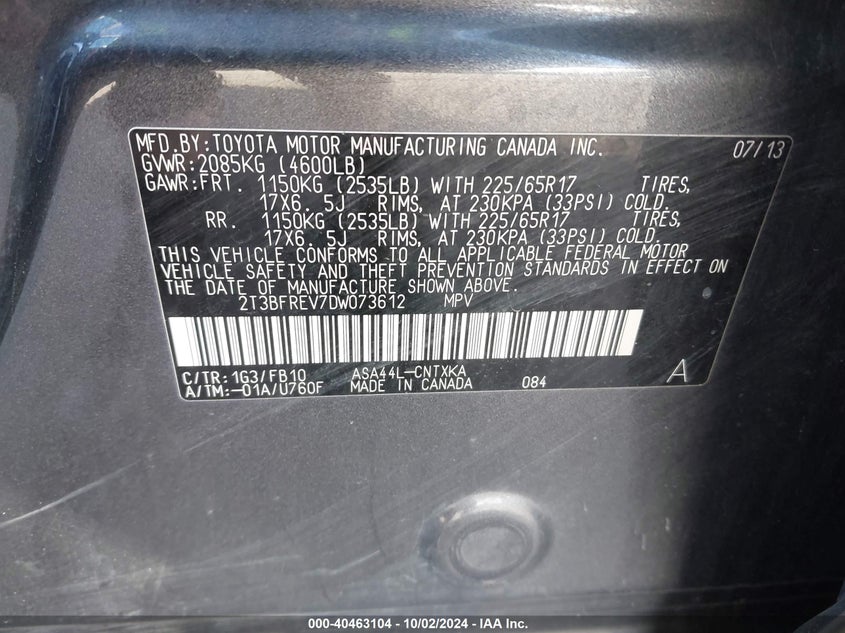 MFD.BY:TOYOTA MOTOR MANUFACTURING CANADA INC. 07/13
GVWR:2085KG (4600LB)
GAWR:FRT. 1150KG (2535LB) WITH 225/65R17 TIRES,
17X6. 5J RIMS, AT 230KPA (33PSI) COLD.
RR. 1150KG (2535LB) WITH 225/65R17 TIRES,
17X6. 5J RIMS, AT 230KPA (33PSI) COLD.
THIS VEHICLE CONFORMS TO ALL APPLICABLE FEDERAL MOTOR
VEHICLE SAFETY AND THEFT PREVENTION STANDARDS IN EFFECT ON
THE DATE OF MANUFACTURE SHOWN ABOVE.
2T3BFREV7DW073612 MPV
C/TR:1G3/FB10 ASA44L-CNTXKA
A/TM:-01A/U760F MADE IN CANADA 084 A
000-40463104 - 10/02/2024 - IAA Inc.